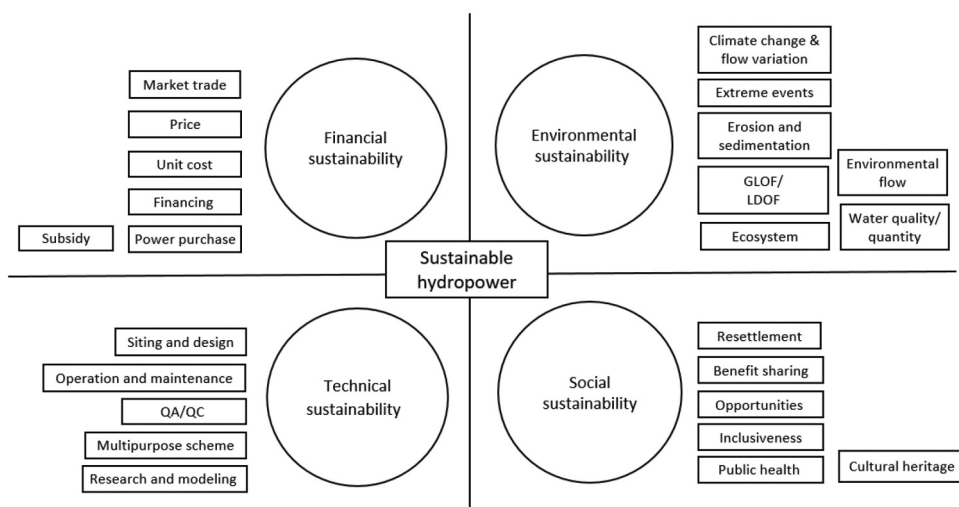 Market trade
Price
Unit cost
Financing
Subsidy
Power purchase
Financial
sustainability
Environmental
sustainability
Climate change &
flow variation
Extreme events
Erosion and
sedimentation
GLOF/
LDOF
Environmental
flow
Ecosystem
Water quality/
quantity
Sustainable
hydropower
Siting and design
Operation and maintenance
QA/QC
Multipurpose scheme
Research and modeling
Technical
sustainability
Social
sustainability
Resettlement
Benefit sharing
Opportunities
Inclusiveness
Public health
Cultural heritage